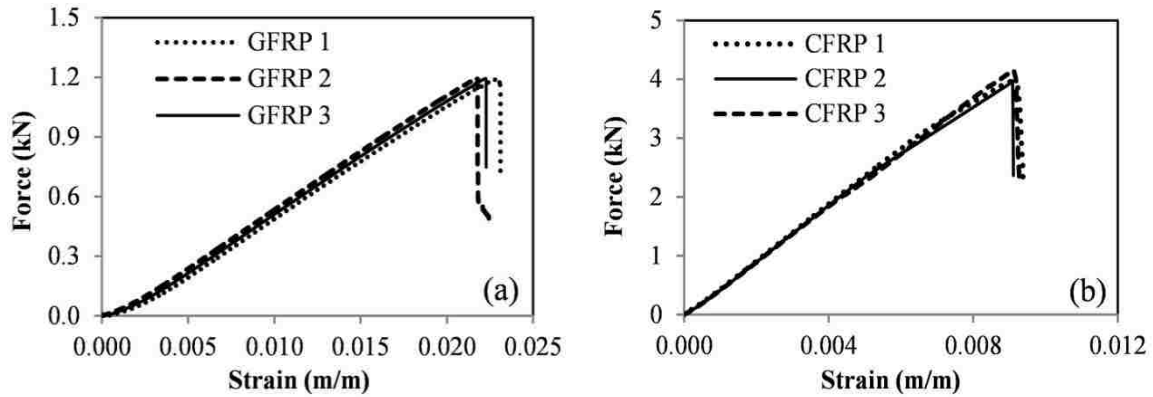 1.5
1.2
0.9
0.6
0.3
0.0
Force (kN)
GFRP 1
GFRP 2
GFRP 3
(a)
0.000 0.005 0.010 0.015 0.020 0.025
Strain (m/m)
5
4
3
2
1
0
Force (kN)
CFRP 1
CFRP 2
CFRP 3
(b)
0.000 0.004 0.008 0.012
Strain (m/m)